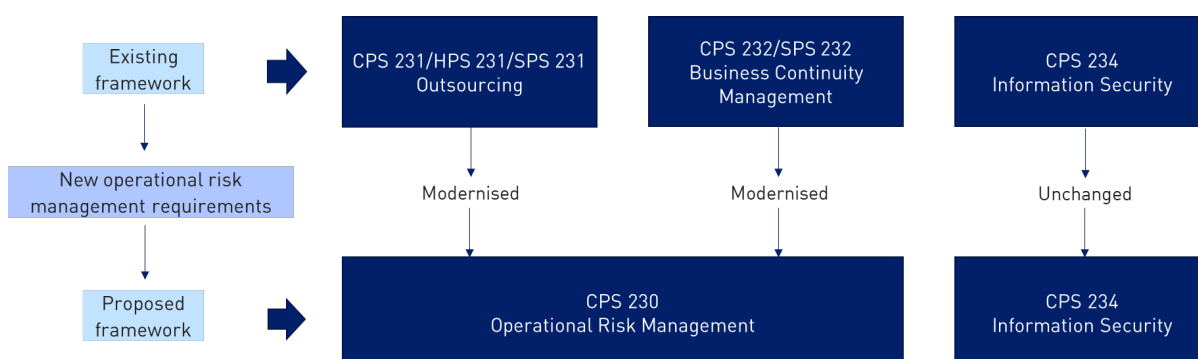 Existing
framework
CPS 231/HPS 231/SPS 231
Outsourcing
CPS 232/SPS 232
Business Continuity
Management
CPS 234
Information Security
New operational risk
management requirements
Modernised
Modernised
Unchanged
Proposed
framework
CPS 230
Operational Risk Management
CPS 234
Information Security